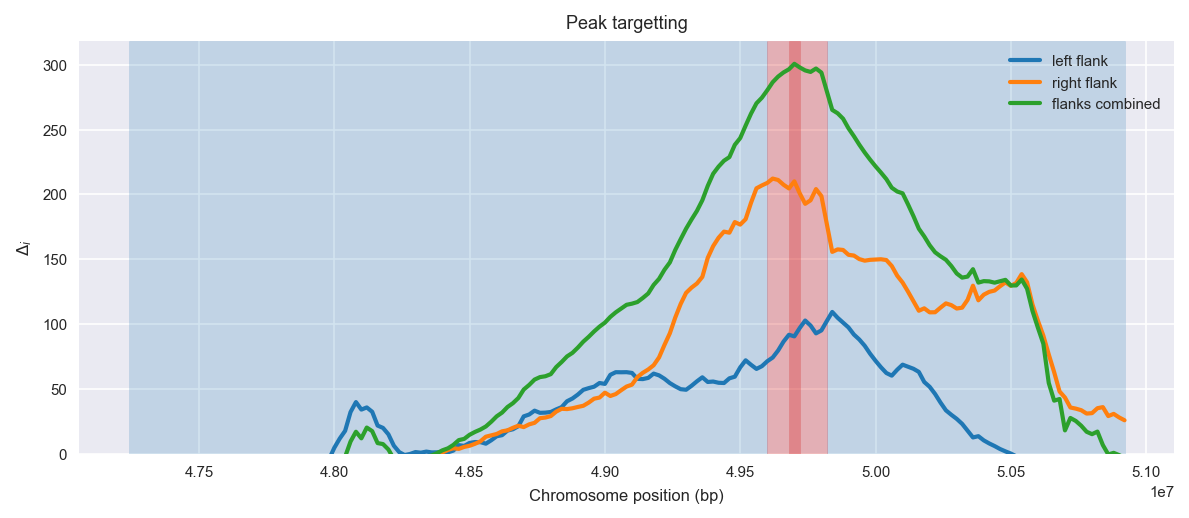 Peak targetting
300
250
200
150
100
50
0
Δi
left flank
right flank
flanks combined
4.75
4.80
4.85
4.90
4.95
5.00
5.05
5.10
1e7
Chromosome position (bp)